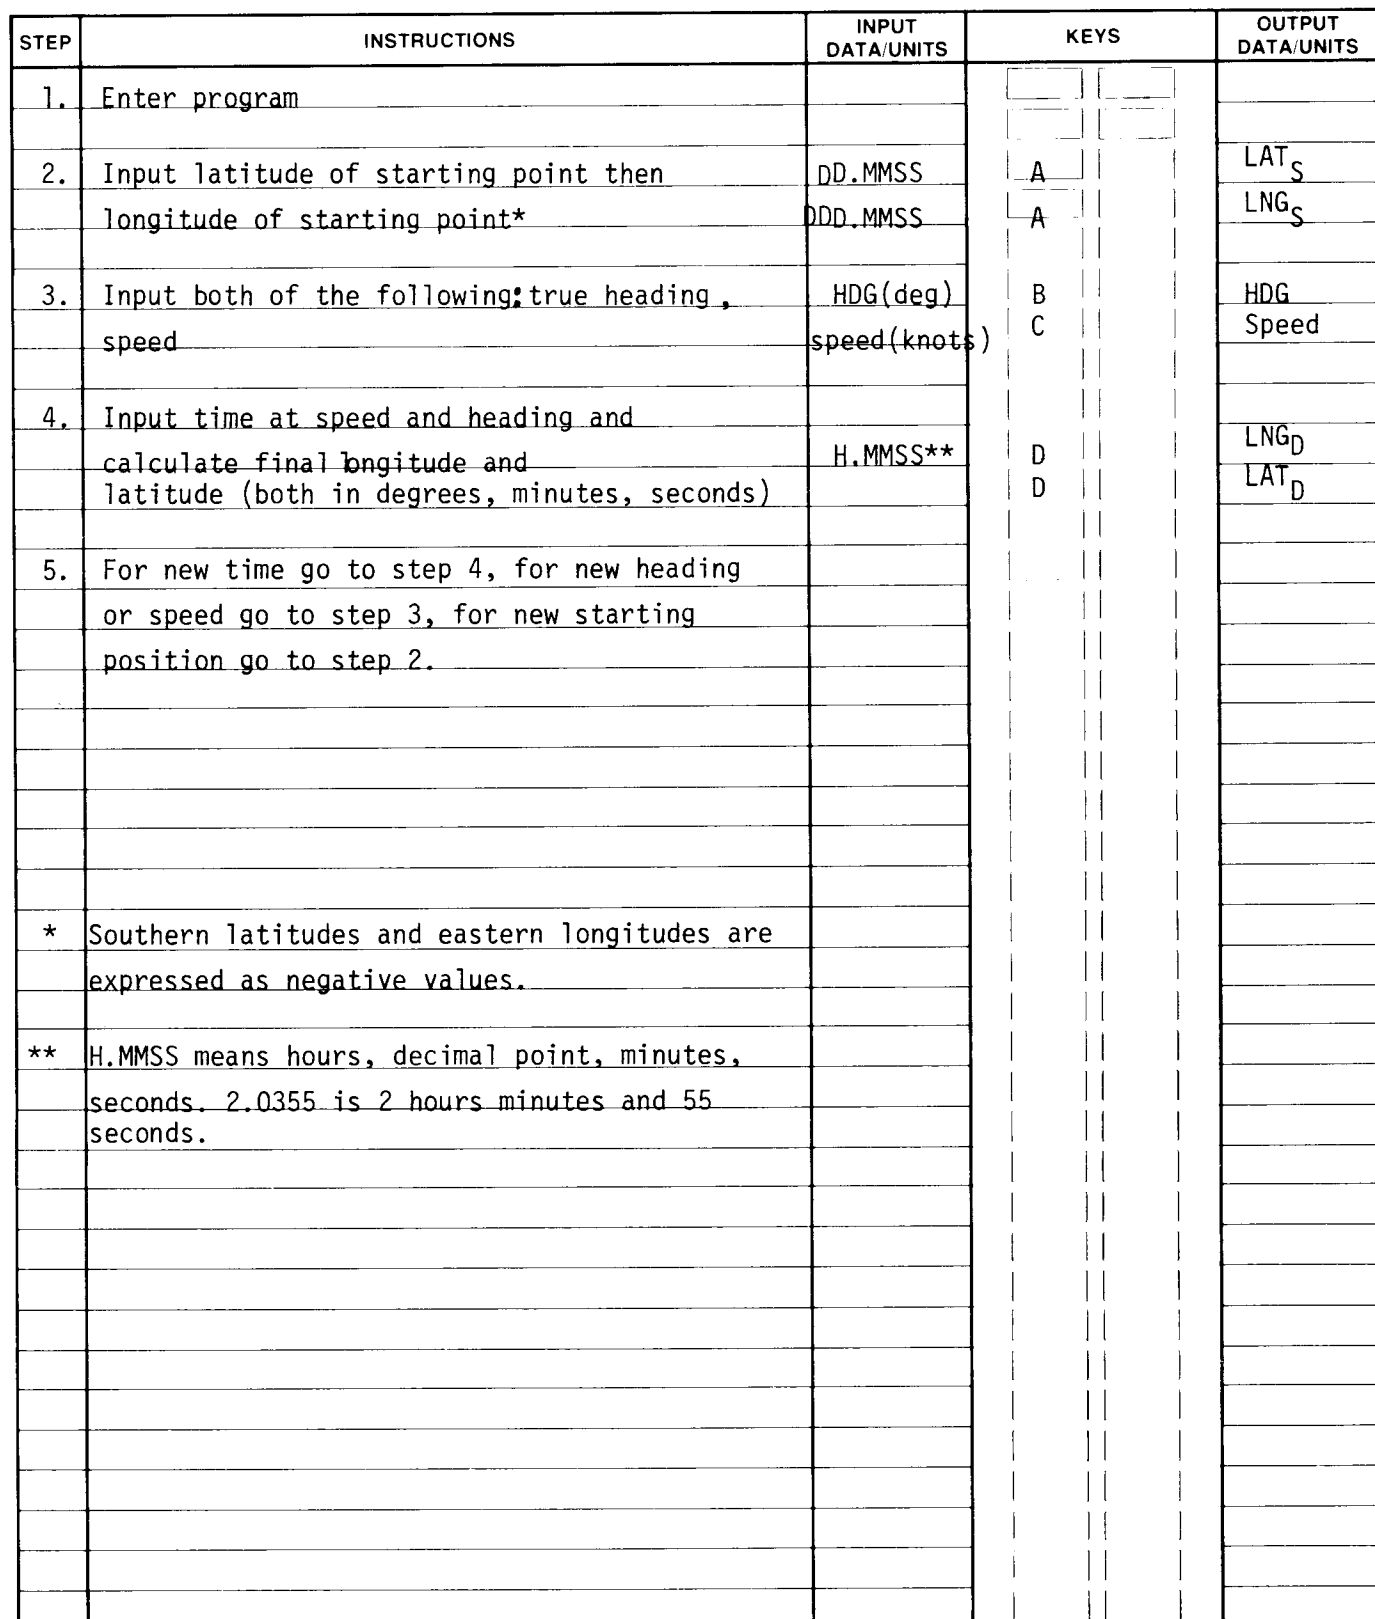 STEP INSTRUCTIONS INPUT DATA/UNITS KEYS OUTPUT DATA/UNITS
1. Enter program
2. Input latitude of starting point then DD.MMSS A LAT_S
longitude of starting point* DDD.MMSS A LNG_S
3. Input both of the following: true heading, HDG(deg) B HDG
speed speed(knots) C Speed
4. Input time at speed and heading and
calculate final longitude and H.MMSS** D LNG_D
latitude (both in degrees, minutes, seconds) D LAT_D
5. For new time go to step 4, for new heading
or speed go to step 3, for new starting
position go to step 2.
* Southern latitudes and eastern longitudes are
expressed as negative values.
** H.MMSS means hours, decimal point, minutes,
seconds. 2.0355 is 2 hours minutes and 55
seconds.